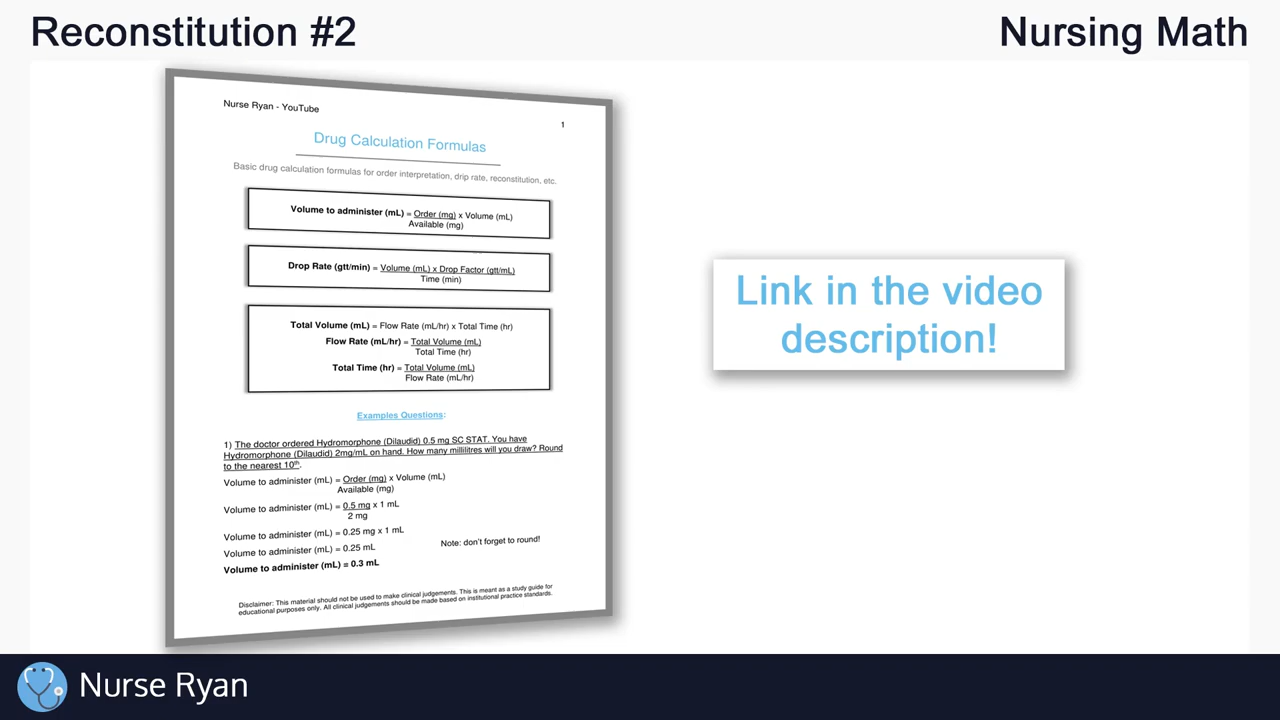 Reconstitution #2
Nursing Math
Nurse Ryan - YouTube
1
Drug Calculation Formulas
Basic drug calculation formulas for order interpretation, drip rate, reconstitution, etc.
Volume to administer (mL) = Order (mg) x Volume (mL)
Available (mg)
Drop Rate (gtt/min) = Volume (mL) x Drop Factor (gtt/mL)
Time (min)
Total Volume (mL) = Flow Rate (mL/hr) x Total Time (hr)
Flow Rate (mL/hr) = Total Volume (mL)
Total Time (hr)
Total Time (hr) = Total Volume (mL)
Flow Rate (mL/hr)
Examples Questions:
1) The doctor ordered Hydromorphone (Dilaudid) 0.5 mg SC STAT. You have
Hydromorphone (Dilaudid) 2mg/mL on hand. How many millilitres will you draw? Round
to the nearest 10th.
Volume to administer (mL) = Order (mg) x Volume (mL)
Available (mg)
Volume to administer (mL) = 0.5 mg x 1 mL
2 mg
Volume to administer (mL) = 0.25 mg x 1 mL
Volume to administer (mL) = 0.25 mL
Note: don't forget to round!
Volume to administer (mL) = 0.3 mL
Disclaimer: This material should not be used to make clinical judgements. This is meant as a study guide for
educational purposes only. All clinical judgements should be made based on institutional practice standards.
Link in the video
description!
Nurse Ryan